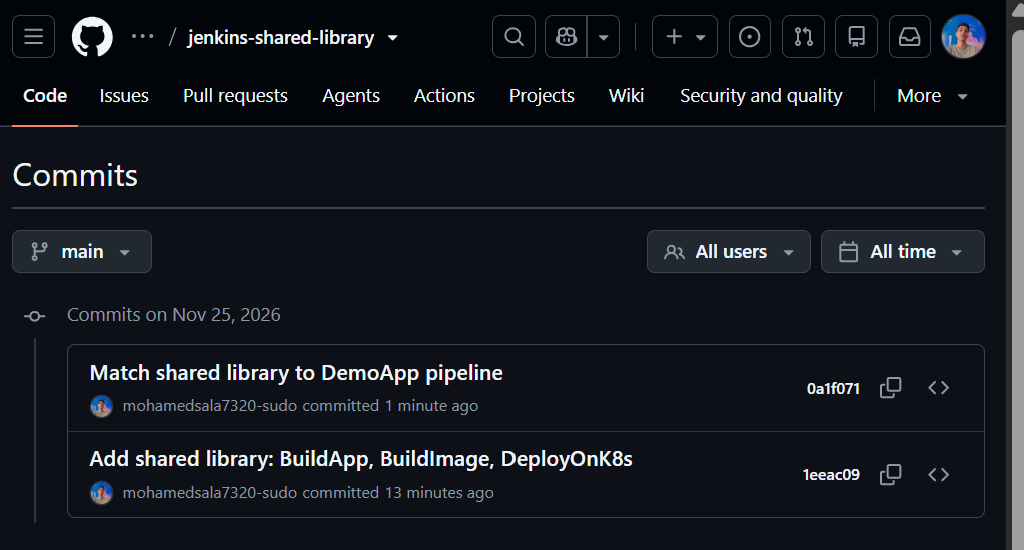 ... / jenkins-shared-library
Code Issues Pull requests Agents Actions Projects Wiki Security and quality More
Commits
main All users All time
Commits on Nov 25, 2026
Match shared library to DemoApp pipeline
0a1f071
mohamedsala7320-sudo committed 1 minute ago
Add shared library: BuildApp, BuildImage, DeployOnK8s
1eeac09
mohamedsala7320-sudo committed 13 minutes ago